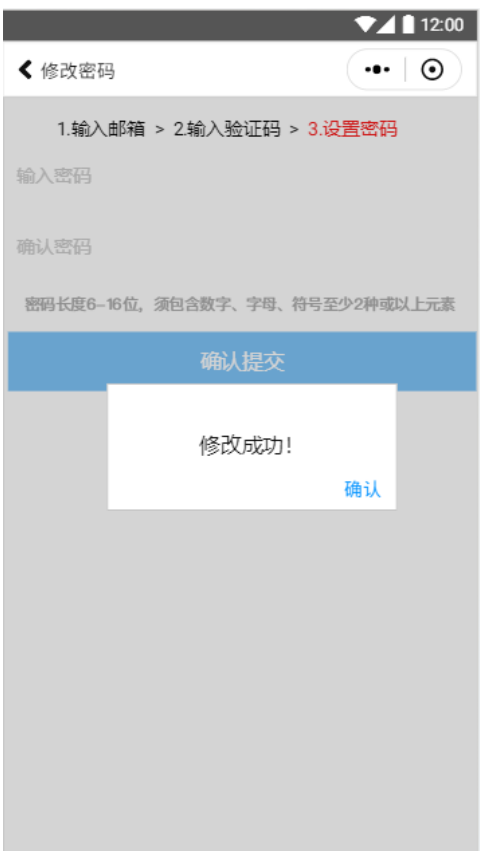 12:00
修改密码
1.输入邮箱 > 2.输入验证码 > 3.设置密码
输入密码
确认密码
密码长度6-16位，须包含数字、字母、符号至少2种或以上元素
确认提交
修改成功！
确认